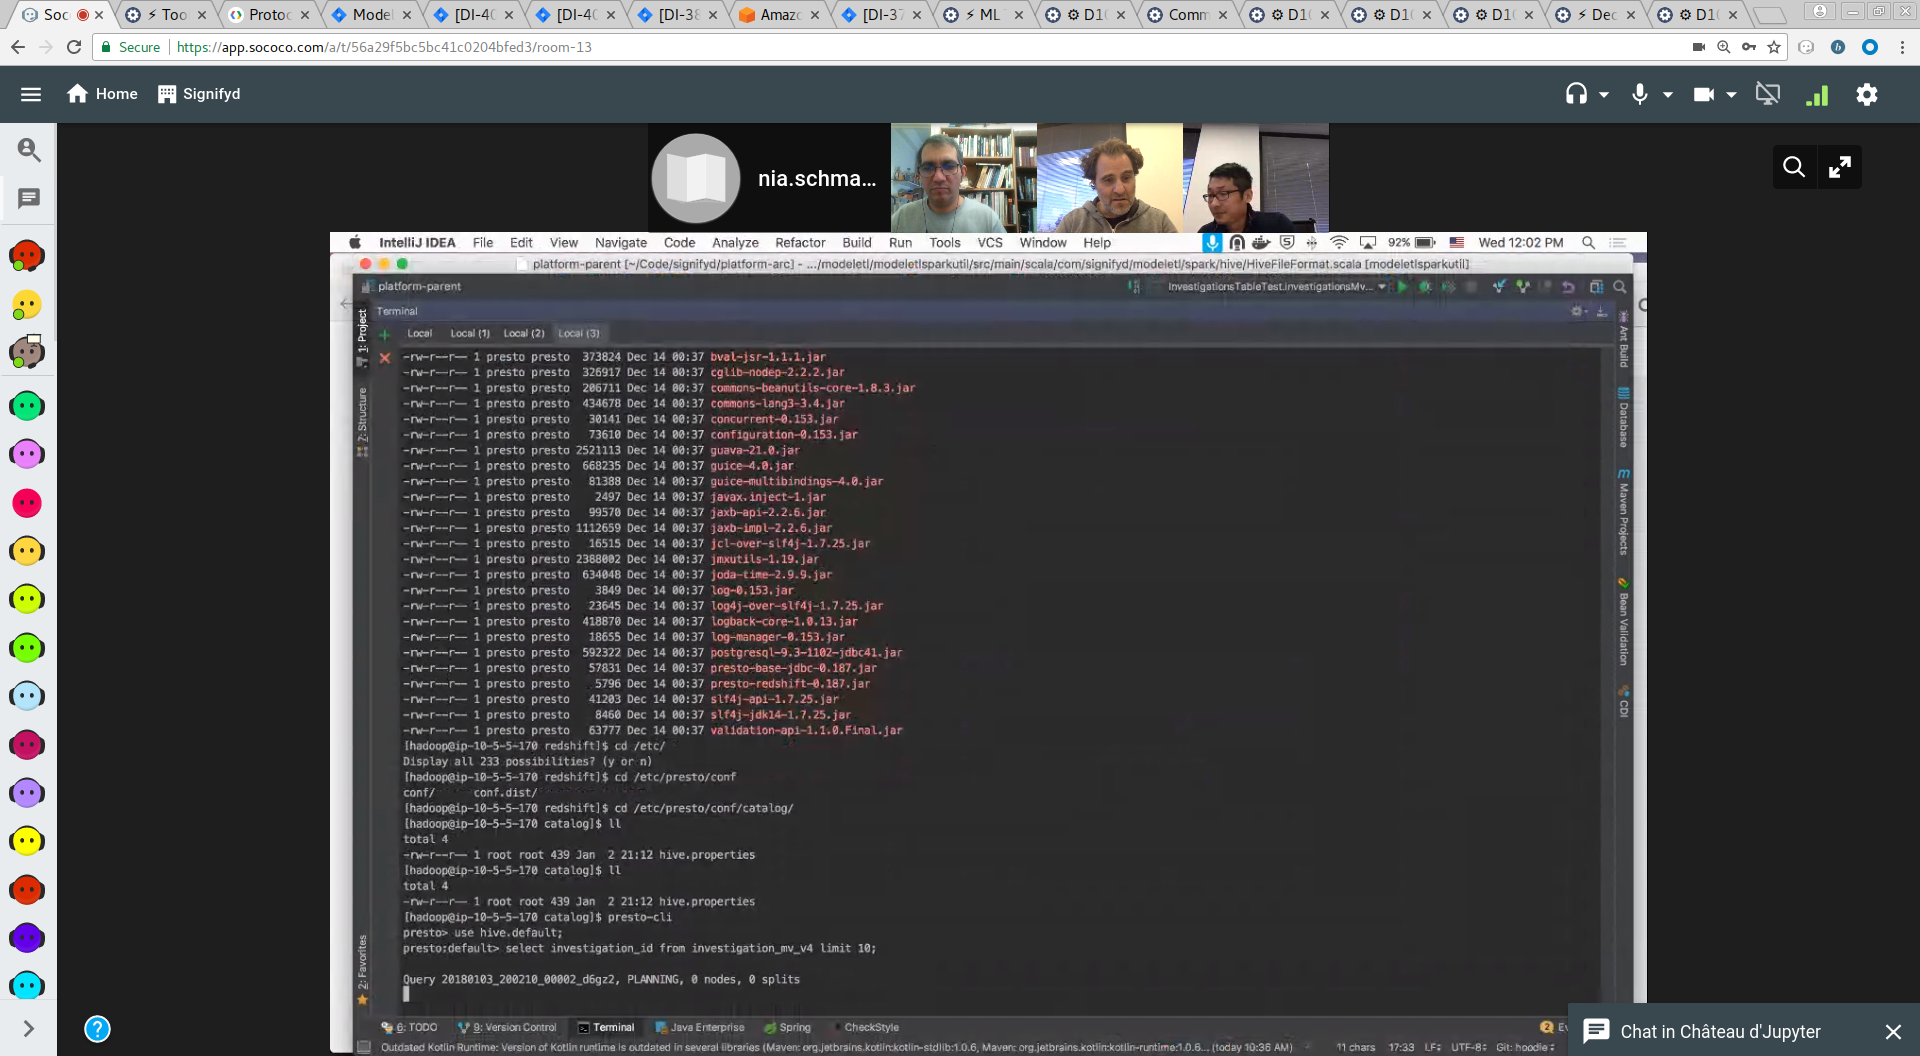 Soc
Too
Protoc
Model
[DI-40
[DI-40
[DI-38
Amazo
[DI-37
ML
D10
Comm
D10
D10
D10
Dec
D10
Secure
https://app.sococo.com/a/t/56a29f5bc5bc41c0204bfed3/room-13
Home
Signifyd
nia.schma...
IntelliJ IDEA File Edit View Navigate Code Analyze Refactor Build Run Tools VCS Window Help
92%
Wed 12:02 PM
platform-parent [~/Code/signifyd/platform-arc] - .../modeletl/modeletlsparkutil/src/main/scala/com/signifyd/modeletl/spark/hive/HiveFileFormat.scala [modeletlsparkutil]
platform-parent
InvestigationsTableTest.investigationsMv...
Terminal
Local Local (1) Local (2) Local (3)
1: Project
7: Structure
2: Favorites
Ant Build
Database
Maven Projects
Bean Validation
CDI
-rw-r--r-- 1 presto presto 373824 Dec 14 00:37 bval-jsr-1.1.1.jar
-rw-r--r-- 1 presto presto 326917 Dec 14 00:37 cglib-nodep-2.2.2.jar
-rw-r--r-- 1 presto presto 206711 Dec 14 00:37 commons-beanutils-core-1.8.3.jar
-rw-r--r-- 1 presto presto 434678 Dec 14 00:37 commons-lang3-3.4.jar
-rw-r--r-- 1 presto presto 30141 Dec 14 00:37 concurrent-0.153.jar
-rw-r--r-- 1 presto presto 73610 Dec 14 00:37 configuration-0.153.jar
-rw-r--r-- 1 presto presto 2521113 Dec 14 00:37 guava-21.0.jar
-rw-r--r-- 1 presto presto 668235 Dec 14 00:37 guice-4.0.jar
-rw-r--r-- 1 presto presto 81388 Dec 14 00:37 guice-multibindings-4.0.jar
-rw-r--r-- 1 presto presto 2497 Dec 14 00:37 javax.inject-1.jar
-rw-r--r-- 1 presto presto 99570 Dec 14 00:37 jaxb-api-2.2.6.jar
-rw-r--r-- 1 presto presto 1112659 Dec 14 00:37 jaxb-impl-2.2.6.jar
-rw-r--r-- 1 presto presto 16515 Dec 14 00:37 jcl-over-slf4j-1.7.25.jar
-rw-r--r-- 1 presto presto 2388002 Dec 14 00:37 jmxutils-1.19.jar
-rw-r--r-- 1 presto presto 634048 Dec 14 00:37 joda-time-2.9.9.jar
-rw-r--r-- 1 presto presto 3849 Dec 14 00:37 log-0.153.jar
-rw-r--r-- 1 presto presto 23645 Dec 14 00:37 log4j-over-slf4j-1.7.25.jar
-rw-r--r-- 1 presto presto 418870 Dec 14 00:37 logback-core-1.0.13.jar
-rw-r--r-- 1 presto presto 18655 Dec 14 00:37 log-manager-0.153.jar
-rw-r--r-- 1 presto presto 592322 Dec 14 00:37 postgresql-9.3-1102-jdbc41.jar
-rw-r--r-- 1 presto presto 57831 Dec 14 00:37 presto-base-jdbc-0.187.jar
-rw-r--r-- 1 presto presto 5796 Dec 14 00:37 presto-redshift-0.187.jar
-rw-r--r-- 1 presto presto 41203 Dec 14 00:37 slf4j-api-1.7.25.jar
-rw-r--r-- 1 presto presto 8460 Dec 14 00:37 slf4j-jdk14-1.7.25.jar
-rw-r--r-- 1 presto presto 63777 Dec 14 00:37 validation-api-1.1.0.Final.jar
[hadoop@ip-10-5-5-170 redshift]$ cd /etc/
Display all 233 possibilities? (y or n)
[hadoop@ip-10-5-5-170 redshift]$ cd /etc/presto/conf
conf/ conf.dist/
[hadoop@ip-10-5-5-170 redshift]$ cd /etc/presto/conf/catalog/
[hadoop@ip-10-5-5-170 catalog]$ ll
total 4
-rw-r--r-- 1 root root 439 Jan 2 21:12 hive.properties
[hadoop@ip-10-5-5-170 catalog]$ ll
total 4
-rw-r--r-- 1 root root 439 Jan 2 21:12 hive.properties
[hadoop@ip-10-5-5-170 catalog]$ presto-cli
presto> use hive.default;
presto:default> select investigation_id from investigation_mv_v4 limit 10;
Query 20180103_200210_00002_d6gz2, PLANNING, 0 nodes, 0 splits
6: TODO 9: Version Control Terminal Java Enterprise Spring CheckStyle
2 Ev
Outdated Kotlin Runtime: Version of Kotlin runtime is outdated in several libraries (Maven: org.jetbrains.kotlin:kotlin-stdlib:1.0.6, Maven: org.jetbrains.kotlin:kotlin-runtime:1.0.6... (today 10:36 AM)
11 chars 17:33 LF÷ UTF-8÷ Git: hoodie÷
Chat in Château d'Jupyter